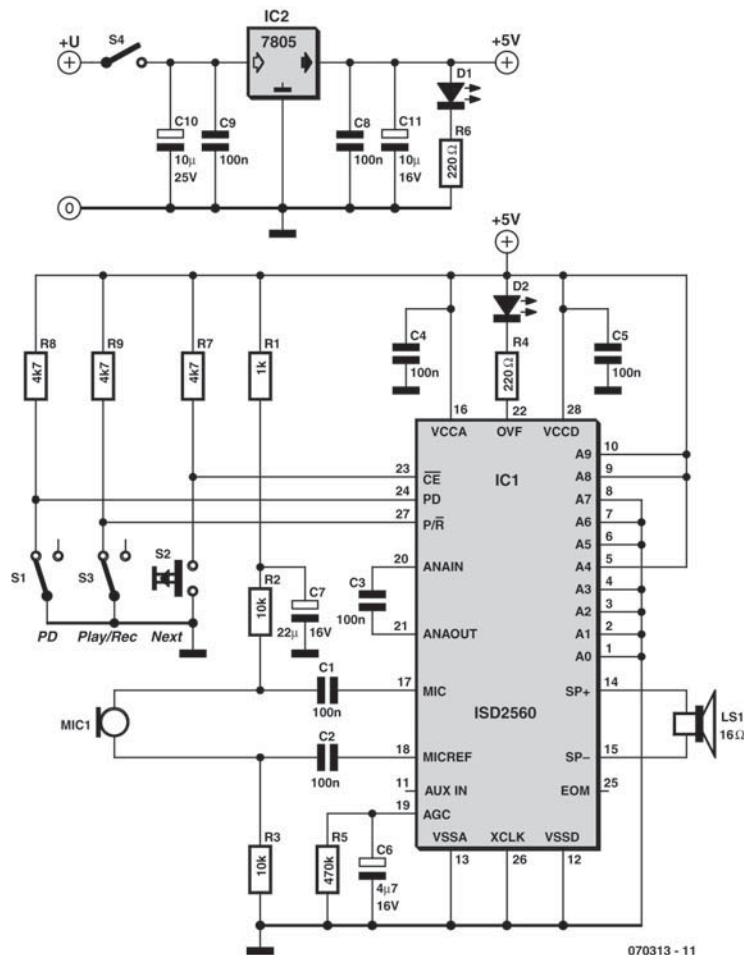 IC2
+U
S4
7805
+5V
D1
C10
10μ
25V
C9
100n
C8
100n
C11
10μ
16V
R6
220Ω
0
+5V
D2
R8
4k7
R9
4k7
R7
4k7
R1
1k
C4
100n
R4
220Ω
C5
100n
16
22
28
VCCA
OVF
VCCD
IC1
23
CE
24
PD
27
P/R
20
ANAIN
21
ANAOUT
17
MIC
18
MICREF
11
AUX IN
19
AGC
A9
10
A8
9
A7
8
A6
7
A5
6
A4
5
A3
4
A2
3
A1
2
A0
1
SP+
14
SP–
15
EOM
25
ISD2560
VSSA
XCLK
VSSD
13
26
12
S1
S3
S2
PD
Play/Rec
Next
R2
10k
C7
22μ
16V
C3
100n
C1
100n
C2
100n
MIC1
R3
10k
R5
470k
C6
4μ7
16V
LS1
16Ω
070313 - 11